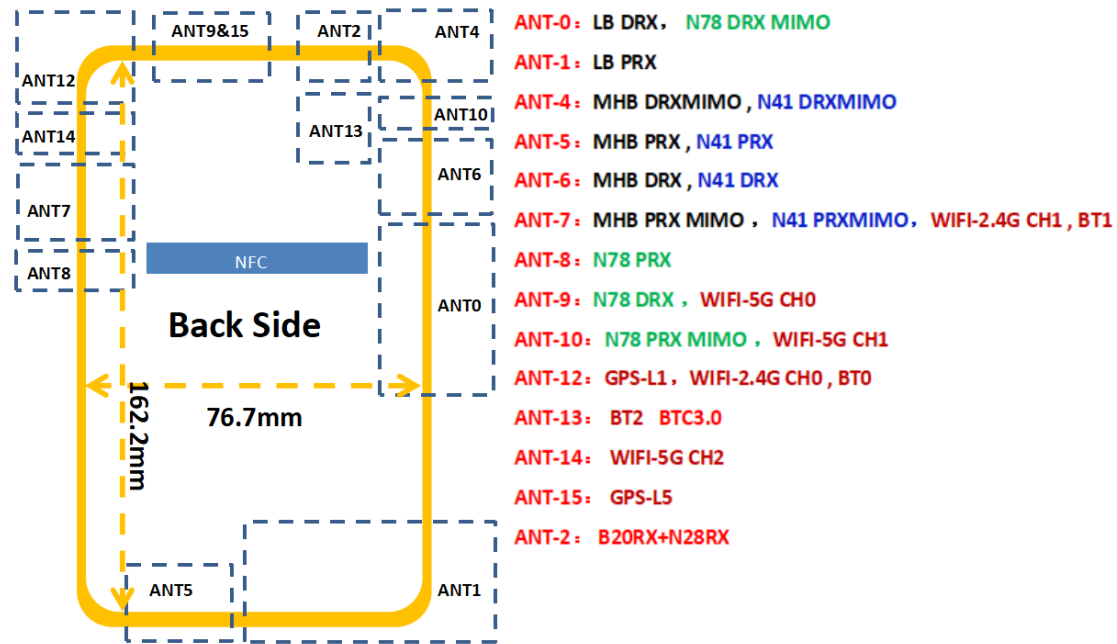 ANT9&15
ANT2
ANT4
ANT12
ANT10
ANT13
ANT14
ANT6
ANT7
ANT8
NFC
ANT0
Back Side
162.2mm
76.7mm
ANT5
ANT1
ANT-0：LB DRX， N78 DRX MIMO
ANT-1：LB PRX
ANT-4：MHB DRXMIMO , N41 DRXMIMO
ANT-5：MHB PRX , N41 PRX
ANT-6：MHB DRX , N41 DRX
ANT-7：MHB PRX MIMO， N41 PRXMIMO， WIFI-2.4G CH1 , BT1
ANT-8：N78 PRX
ANT-9：N78 DRX， WIFI-5G CH0
ANT-10：N78 PRX MIMO， WIFI-5G CH1
ANT-12：GPS-L1， WIFI-2.4G CH0 , BT0
ANT-13： BT2 BTC3.0
ANT-14： WIFI-5G CH2
ANT-15： GPS-L5
ANT-2： B20RX+N28RX